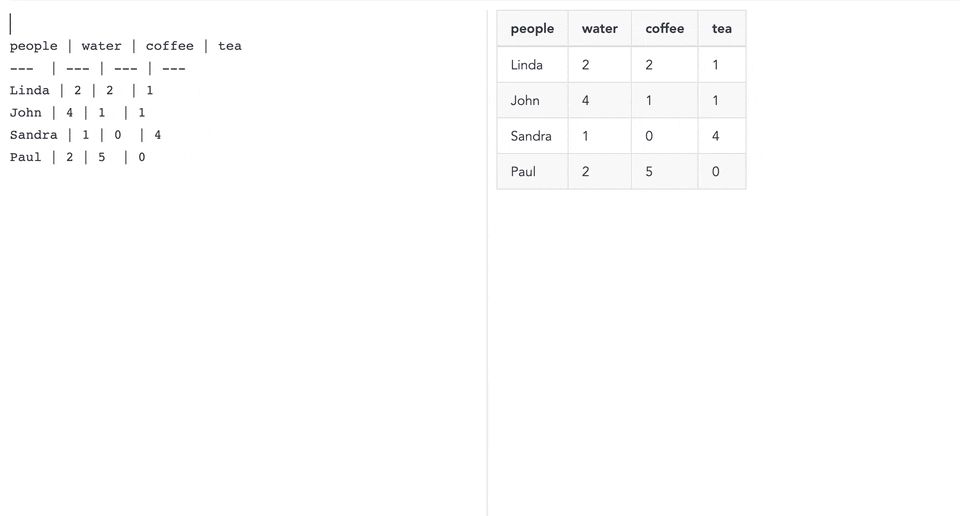 people | water | coffee | tea
---  | --- | --- | ---
Linda | 2 | 2  | 1
John | 4 | 1  | 1
Sandra | 1 | 0  | 4
Paul | 2 | 5  | 0
people water coffee tea
Linda 2 2 1
John 4 1 1
Sandra 1 0 4
Paul 2 5 0